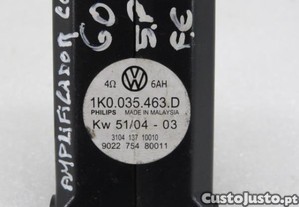 AMPLIFICADOR
GO
5P
4Ω
6AH
1K0.035.463.D
PHILIPS MADE IN MALAYSIA
Kw 51/04 - 03
3104 137 10010
9022 754 80011
CustoJusto.pt